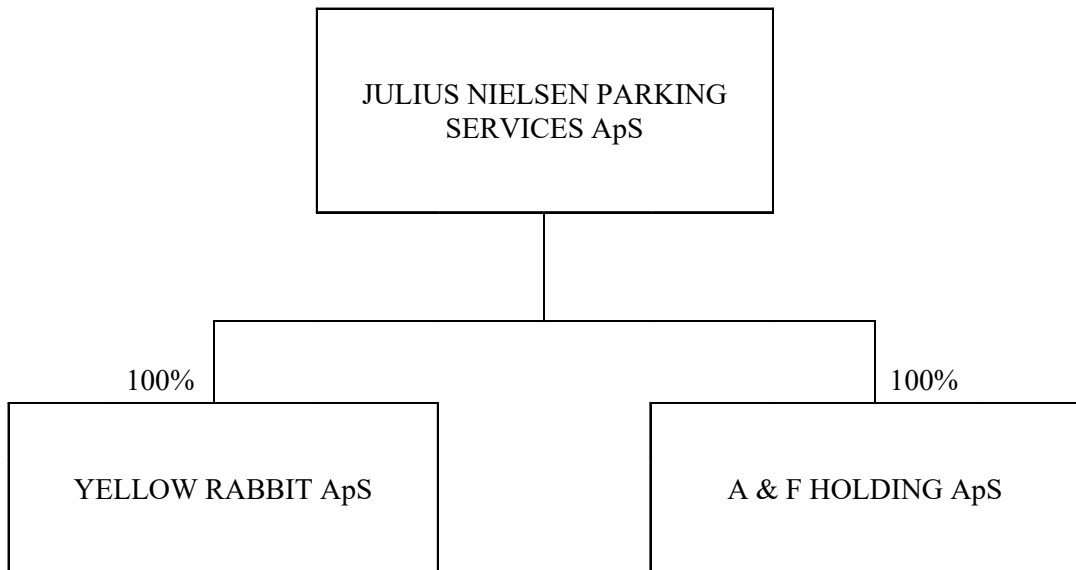 JULIUS NIELSEN PARKING
SERVICES ApS
100%
100%
YELLOW RABBIT ApS
A & F HOLDING ApS